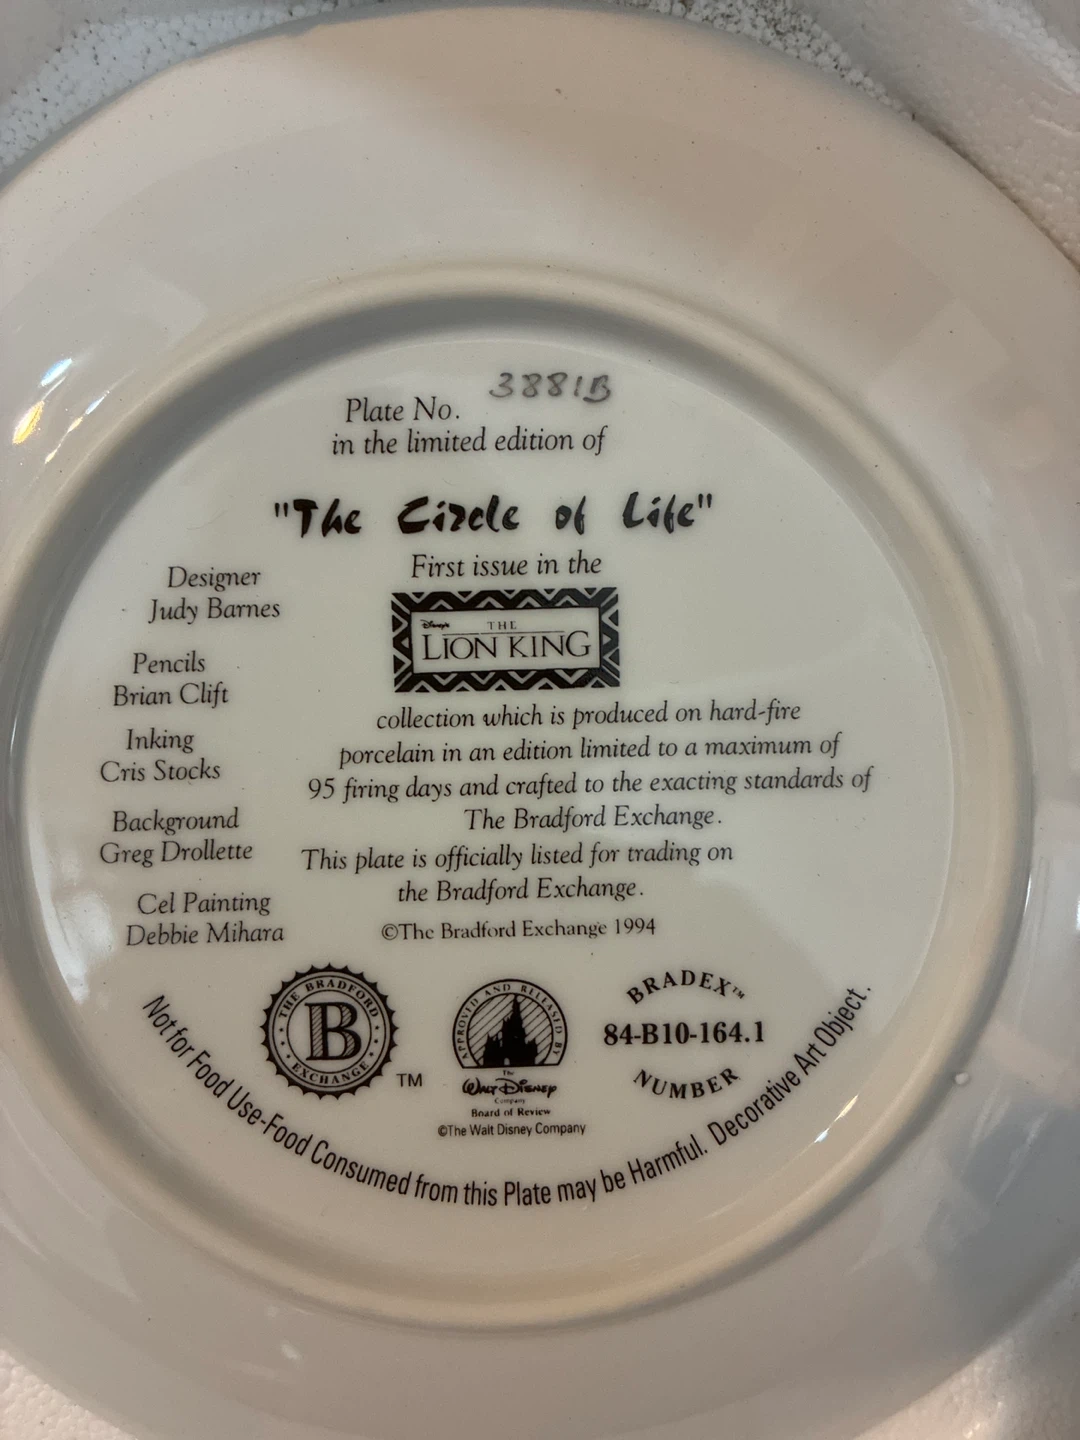 3881B
Plate No.
in the limited edition of
"The Circle of Life"
First issue in the
Disney's
THE
LION KING
collection which is produced on hard-fire
porcelain in an edition limited to a maximum of
95 firing days and crafted to the exacting standards of
The Bradford Exchange.
This plate is officially listed for trading on
the Bradford Exchange.
©The Bradford Exchange 1994
Designer
Judy Barnes
Pencils
Brian Clift
Inking
Cris Stocks
Background
Greg Drollette
Cel Painting
Debbie Mihara
THE BRADFORD
B
EXCHANGE
TM
APPROVED AND RELEASED BY
The
WALT DISNEY
Company
Board of Review
©The Walt Disney Company
BRADEX™
84-B10-164.1
NUMBER
Not for Food Use-Food Consumed from this Plate may be Harmful. Decorative Art Object.